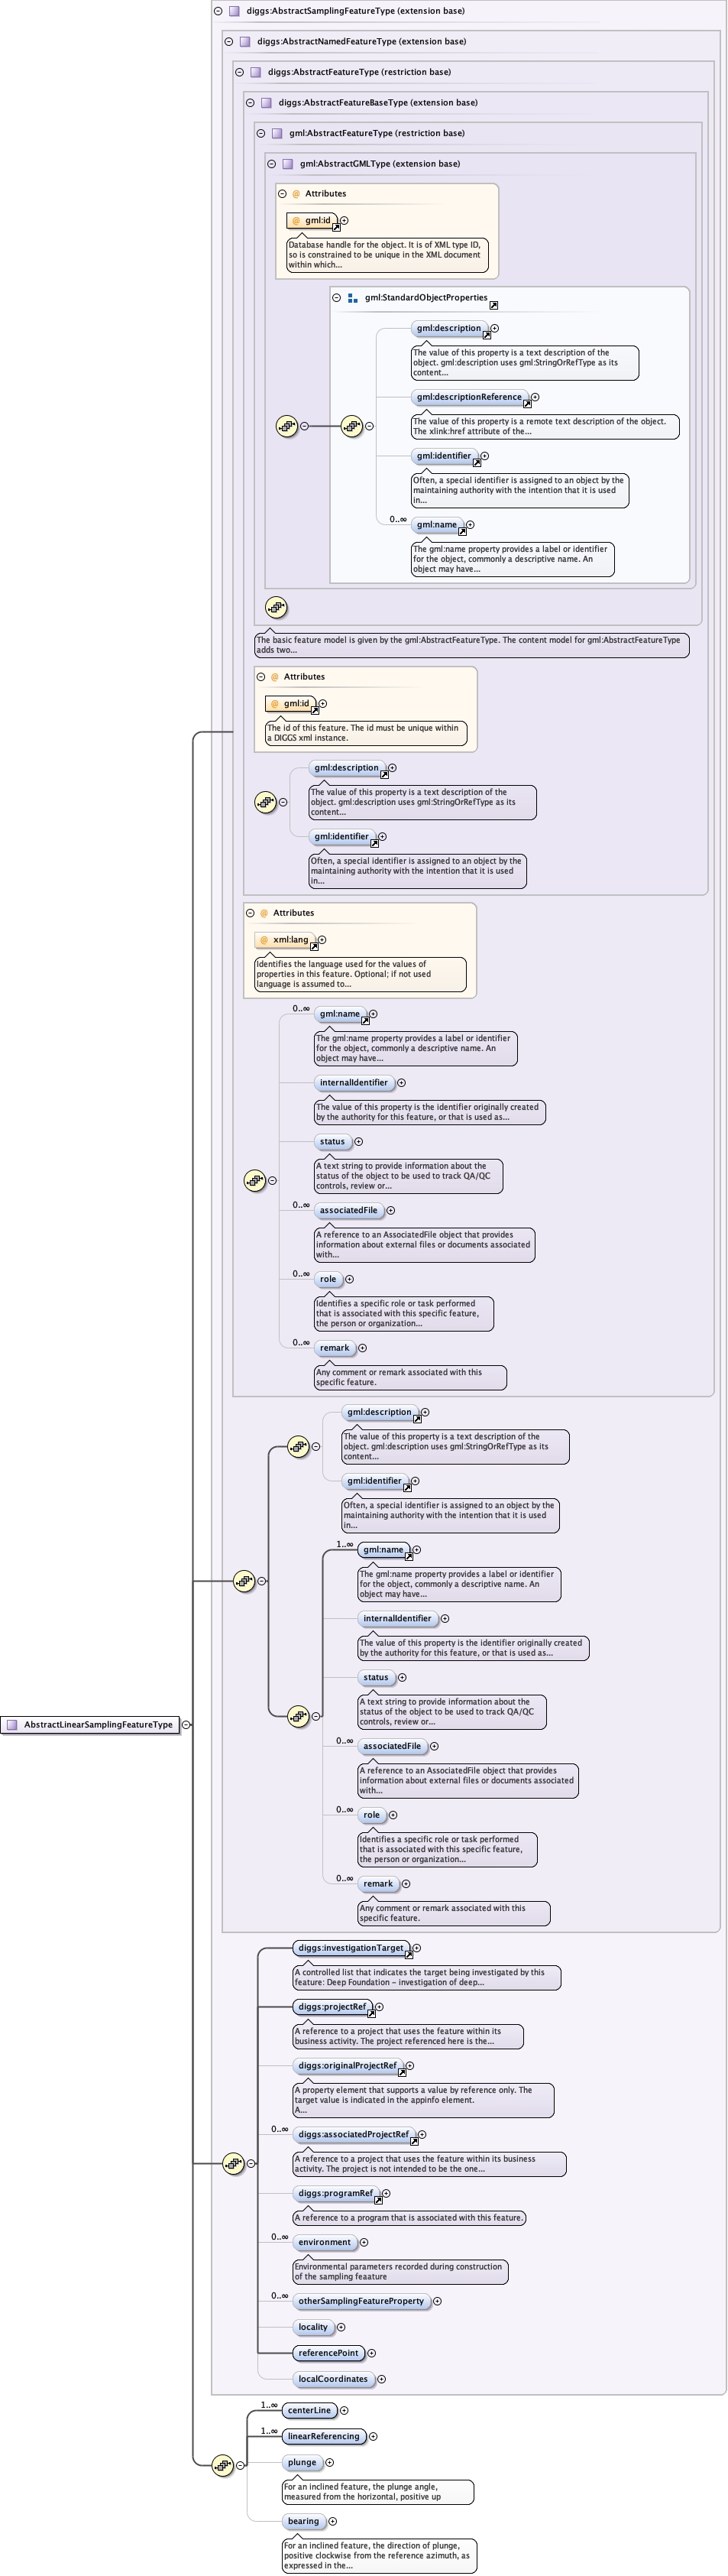 diggs:AbstractSamplingFeatureType (extension base)
diggs:AbstractNamedFeatureType (extension base)
diggs:AbstractFeatureType (restriction base)
diggs:AbstractFeatureBaseType (extension base)
gml:AbstractFeatureType (restriction base)
gml:AbstractGMLType (extension base)
@ Attributes
@ gml:id
Database handle for the object. It is of XML type ID,
so is constrained to be unique in the XML document
within which...
gml:StandardObjectProperties
gml:description
The value of this property is a text description of the
object. gml:description uses gml:StringOrRefType as its
content...
gml:descriptionReference
The value of this property is a remote text description of the object.
The xlink:href attribute of the...
gml:identifier
Often, a special identifier is assigned to an object by the
maintaining authority with the intention that it is used
in...
0..∞
gml:name
The gml:name property provides a label or identifier
for the object, commonly a descriptive name. An
object may have...
The basic feature model is given by the gml:AbstractFeatureType. The content model for gml:AbstractFeatureType
adds two...
@ Attributes
@ gml:id
The id of this feature. The id must be unique within
a DIGGS xml instance.
gml:description
The value of this property is a text description of the
object. gml:description uses gml:StringOrRefType as its
content...
gml:identifier
Often, a special identifier is assigned to an object by the
maintaining authority with the intention that it is used
in...
@ Attributes
@ xml:lang
Identifies the language used for the values of
properties in this feature. Optional; if not used
language is assumed to...
0..∞
gml:name
The gml:name property provides a label or identifier
for the object, commonly a descriptive name. An
object may have...
internalIdentifier
The value of this property is the identifier originally created
by the authority for this feature, or that is used as...
status
A text string to provide information about the
status of the object to be used to track QA/QC
controls, review or...
0..∞
associatedFile
A reference to an AssociatedFile object that provides
information about external files or documents associated
with...
0..∞
role
Identifies a specific role or task performed
that is associated with this specific feature,
the person or organization...
0..∞
remark
Any comment or remark associated with this
specific feature.
gml:description
The value of this property is a text description of the
object. gml:description uses gml:StringOrRefType as its
content...
gml:identifier
Often, a special identifier is assigned to an object by the
maintaining authority with the intention that it is used
in...
1..∞
gml:name
The gml:name property provides a label or identifier
for the object, commonly a descriptive name. An
object may have...
internalIdentifier
The value of this property is the identifier originally created
by the authority for this feature, or that is used as...
status
A text string to provide information about the
status of the object to be used to track QA/QC
controls, review or...
AbstractLinearSamplingFeatureType
0..∞
associatedFile
A reference to an AssociatedFile object that provides
information about external files or documents associated
with...
0..∞
role
Identifies a specific role or task performed
that is associated with this specific feature,
the person or organization...
0..∞
remark
Any comment or remark associated with this
specific feature.
diggs:investigationTarget
A controlled list that indicates the target being investigated by this
feature: Deep Foundation - investigation of deep...
diggs:projectRef
A reference to a project that uses the feature within its
business activity. The project referenced here is the...
diggs:originalProjectRef
A property element that supports a value by reference only. The
target value is indicated in the appinfo element.
A...
0..∞
diggs:associatedProjectRef
A reference to a project that uses the feature within its business
activity. The project is not intended to be the one...
diggs:programRef
A reference to a program that is associated with this feature.
0..∞
environment
Environmental parameters recorded during construction
of the sampling feaature
0..∞
otherSamplingFeatureProperty
locality
referencePoint
localCoordinates
1..∞
centerLine
1..∞
linearReferencing
plunge
For an inclined feature, the plunge angle,
measured from the horizontal, positive up
bearing
For an inclined feature, the direction of plunge,
positive clockwise from the reference azimuth, as
expressed in the...